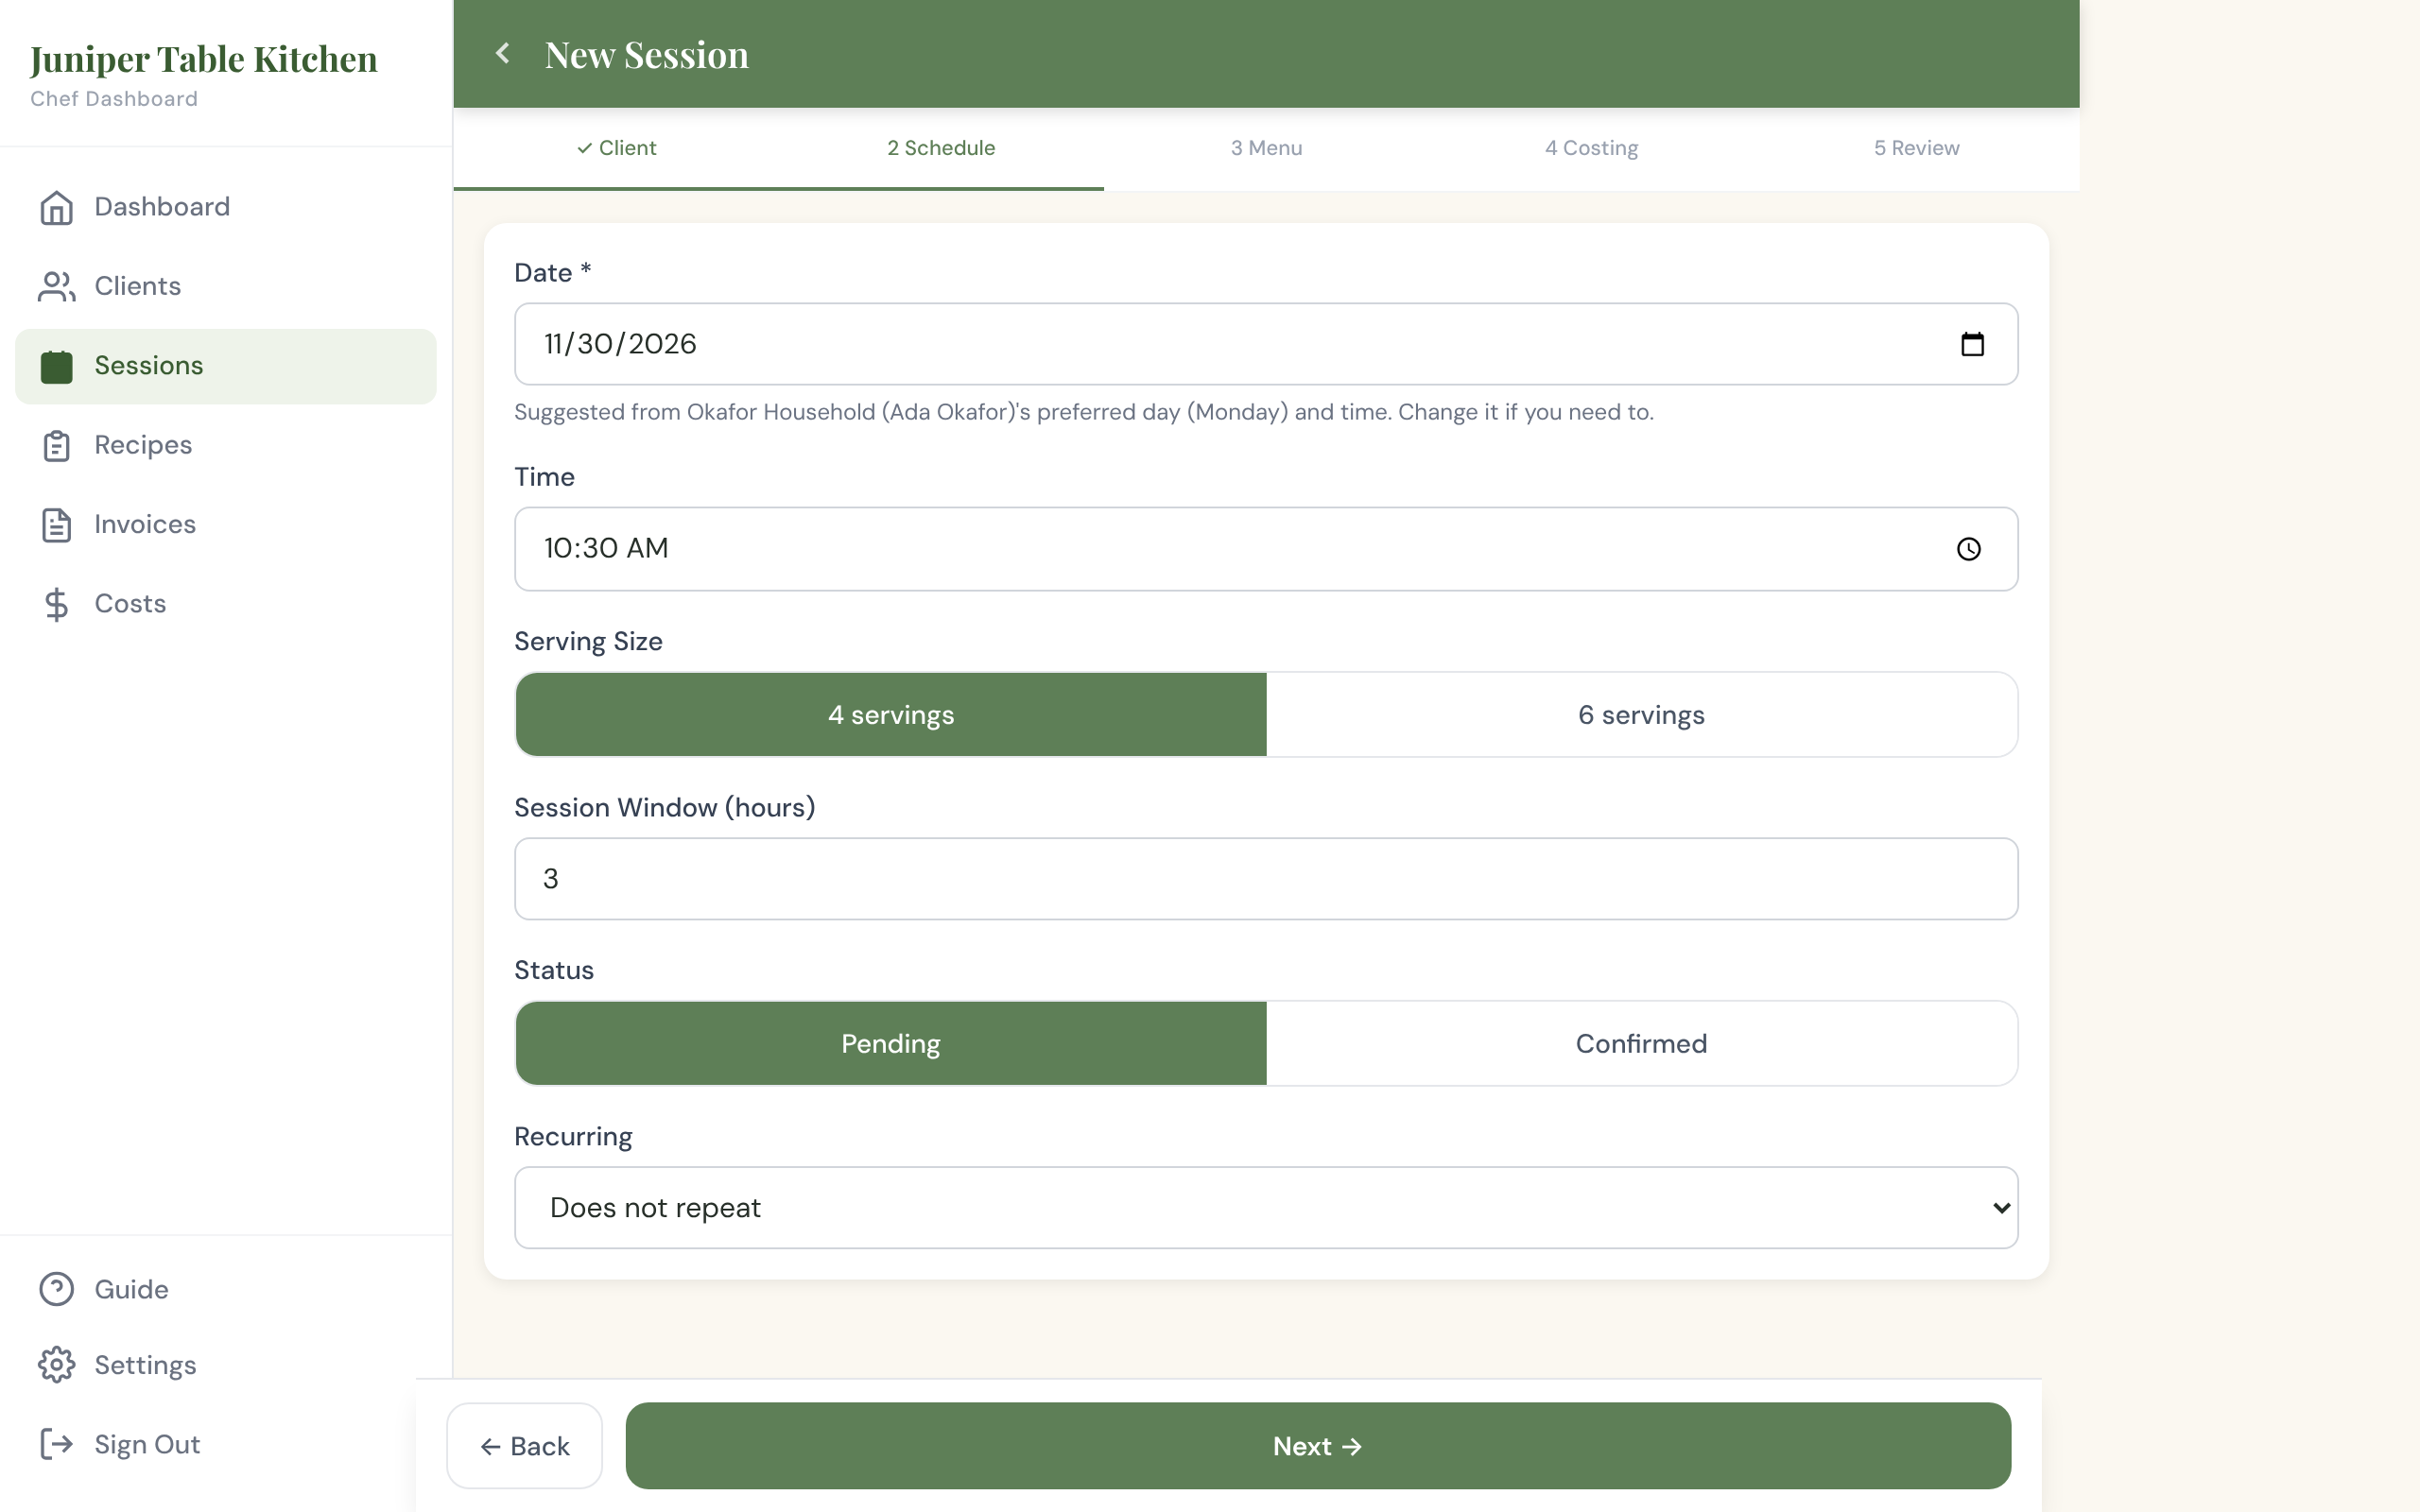 Juniper Table Kitchen
Chef Dashboard
Dashboard
Clients
Sessions
Recipes
Invoices
Costs
Guide
Settings
Sign Out
New Session
✓ Client
2 Schedule
3 Menu
4 Costing
5 Review
Date *
11/30/2026
Suggested from Okafor Household (Ada Okafor)'s preferred day (Monday) and time. Change it if you need to.
Time
10:30 AM
Serving Size
4 servings
6 servings
Session Window (hours)
3
Status
Pending
Confirmed
Recurring
Does not repeat
← Back
Next →